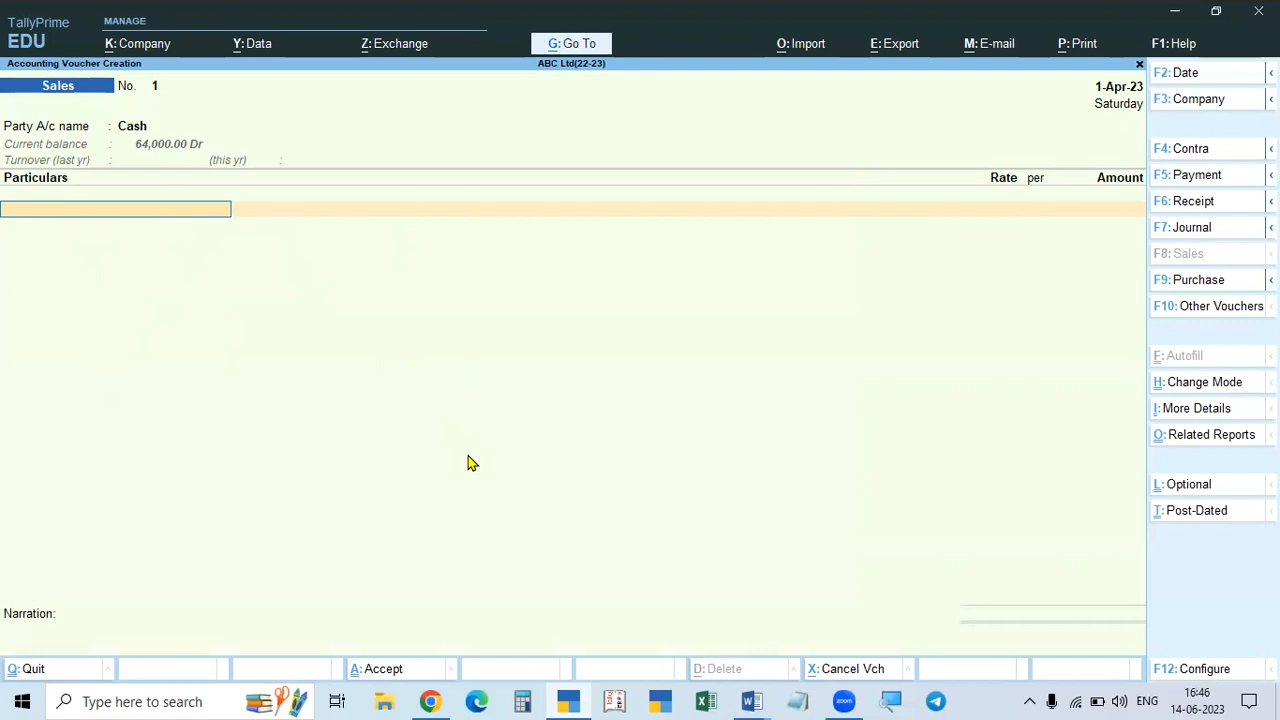 TallyPrime
EDU
MANAGE
K: Company
Y: Data
Z: Exchange
G: Go To
O: Import
E: Export
M: E-mail
P: Print
F1: Help
Accounting Voucher Creation
ABC Ltd(22-23)
Sales No. 1
1-Apr-23
Saturday
Party A/c name : Cash
Current balance : 64,000.00 Dr
Turnover (last yr) : (this yr) :
Particulars Rate per Amount
Narration:
F2: Date
F3: Company
F4: Contra
F5: Payment
F6: Receipt
F7: Journal
F8: Sales
F9: Purchase
F10: Other Vouchers
F: Autofill
H: Change Mode
I: More Details
O: Related Reports
L: Optional
T: Post-Dated
Q: Quit
A: Accept
D: Delete
X: Cancel Vch
F12: Configure
Type here to search
zoom
ENG
16:46
14-06-2023